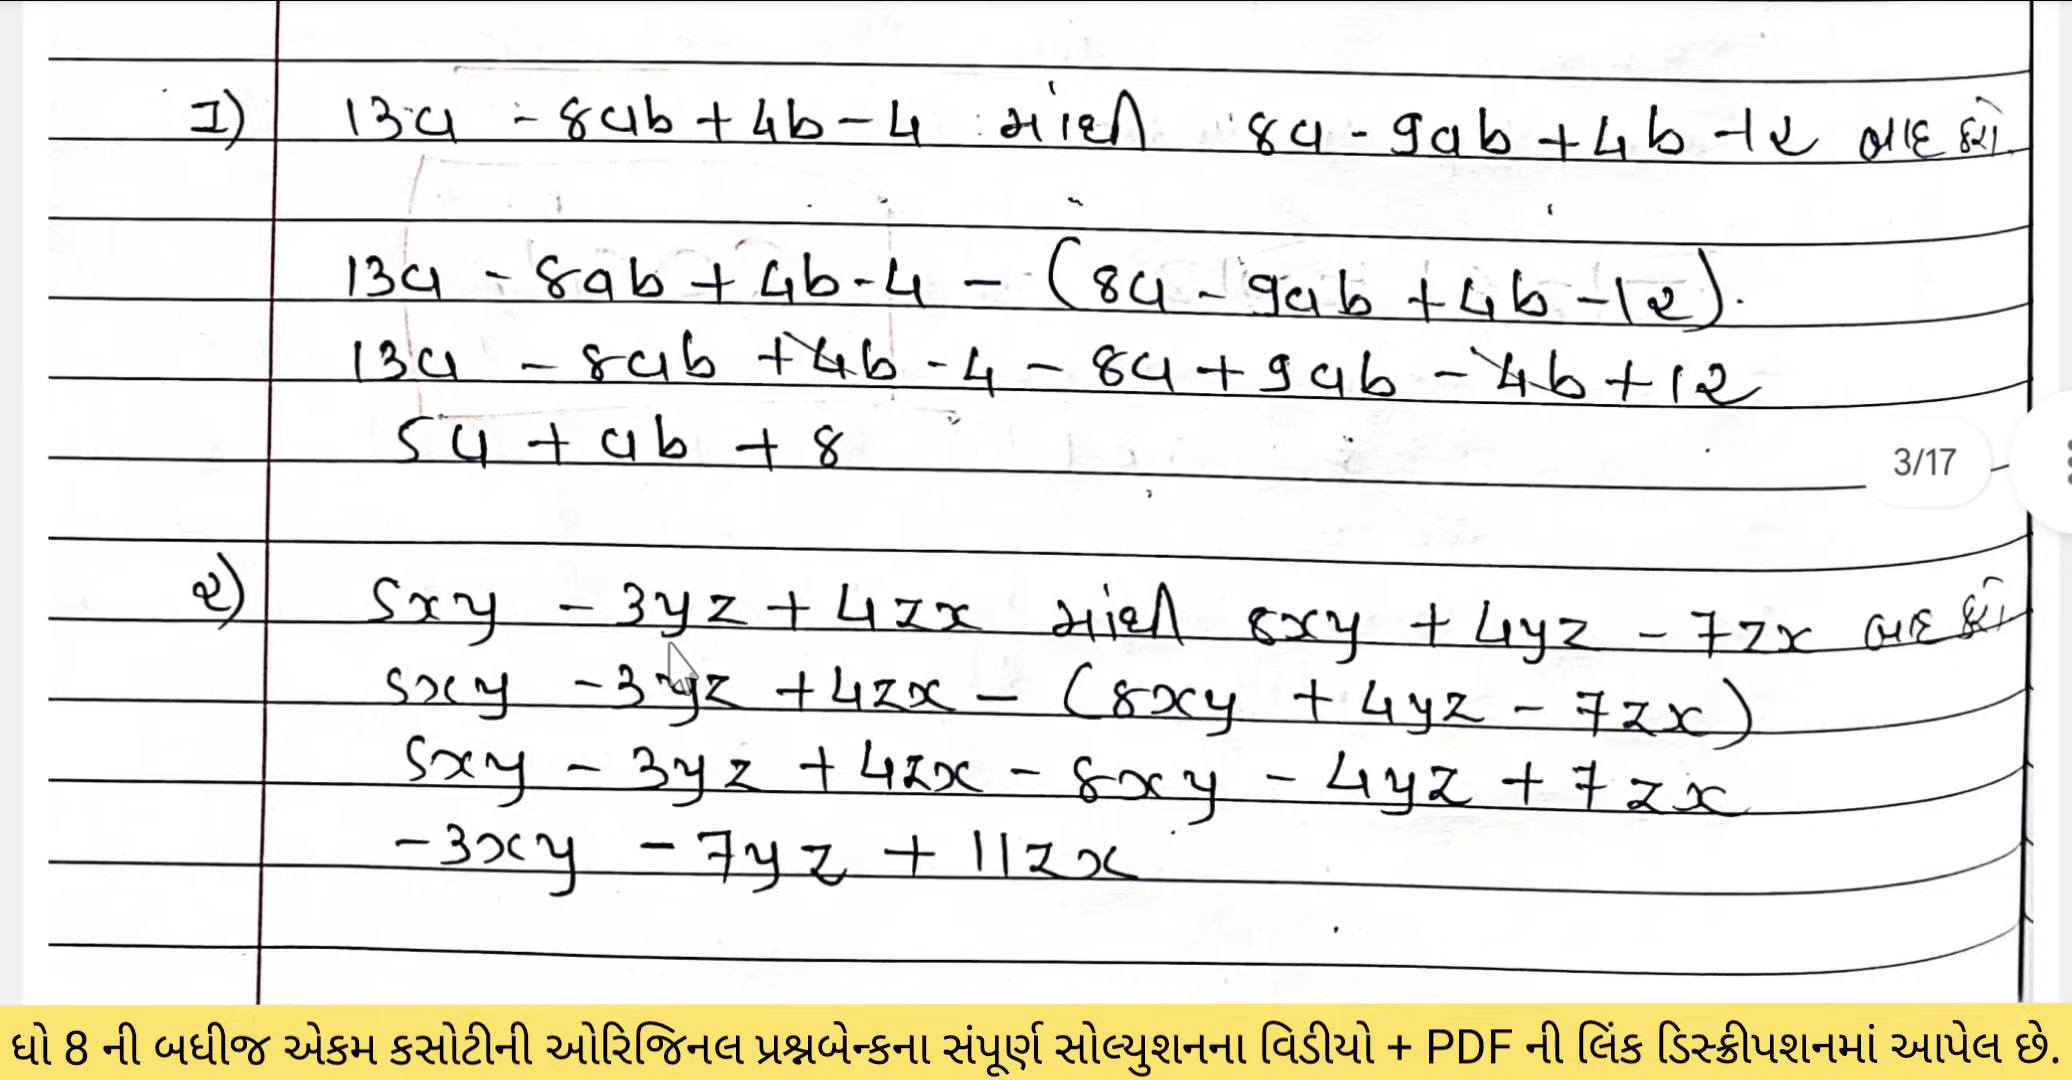 1) 13a - 8ab + 4b - 4 માંથી 8a - 9ab + 4b - 12 બાદ કરો.
13a - 8ab + 4b - 4 - (8a - 9ab + 4b - 12).
13a - 8ab + 4b - 4 - 8a + 9ab - 4b + 12
5a + ab + 8
3/17
૨) 5xy - 3yz + 4zx માંથી 8xy + 4yz - 7zx બાદ કરો.
5xy - 3yz + 4zx - (8xy + 4yz - 7zx)
5xy - 3yz + 4zx - 8xy - 4yz + 7zx
-3xy - 7yz + 11zx
ધો 8 ની બધીજ એકમ કસોટીની ઓરિજિનલ પ્રશ્નબેન્કના સંપૂર્ણ સોલ્યુશનના વિડીયો + PDF ની લિંક ડિસ્ક્રીપશનમાં આપેલ છે.